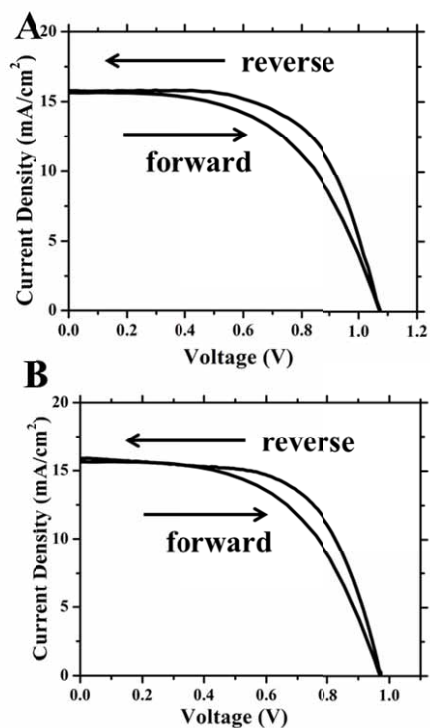 A
20
reverse
15
forward
10
5
0
0.0 0.2 0.4 0.6 0.8 1.0 1.2
Current Density (mA/cm²)
Voltage (V)
B
20
reverse
15
forward
10
5
0
0.0 0.2 0.4 0.6 0.8 1.0
Current Density (mA/cm²)
Voltage (V)